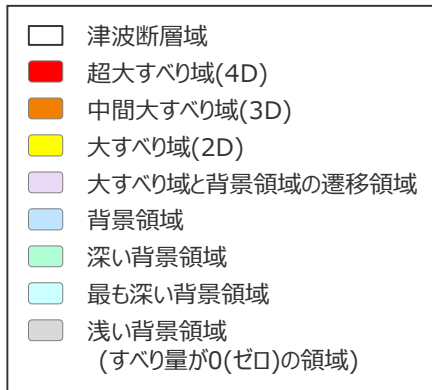 津波断層域
超大すべり域(4D)
中間大すべり域(3D)
大すべり域(2D)
大すべり域と背景領域の遷移領域
背景領域
深い背景領域
最も深い背景領域
浅い背景領域
(すべり量が0(ゼロ)の領域)